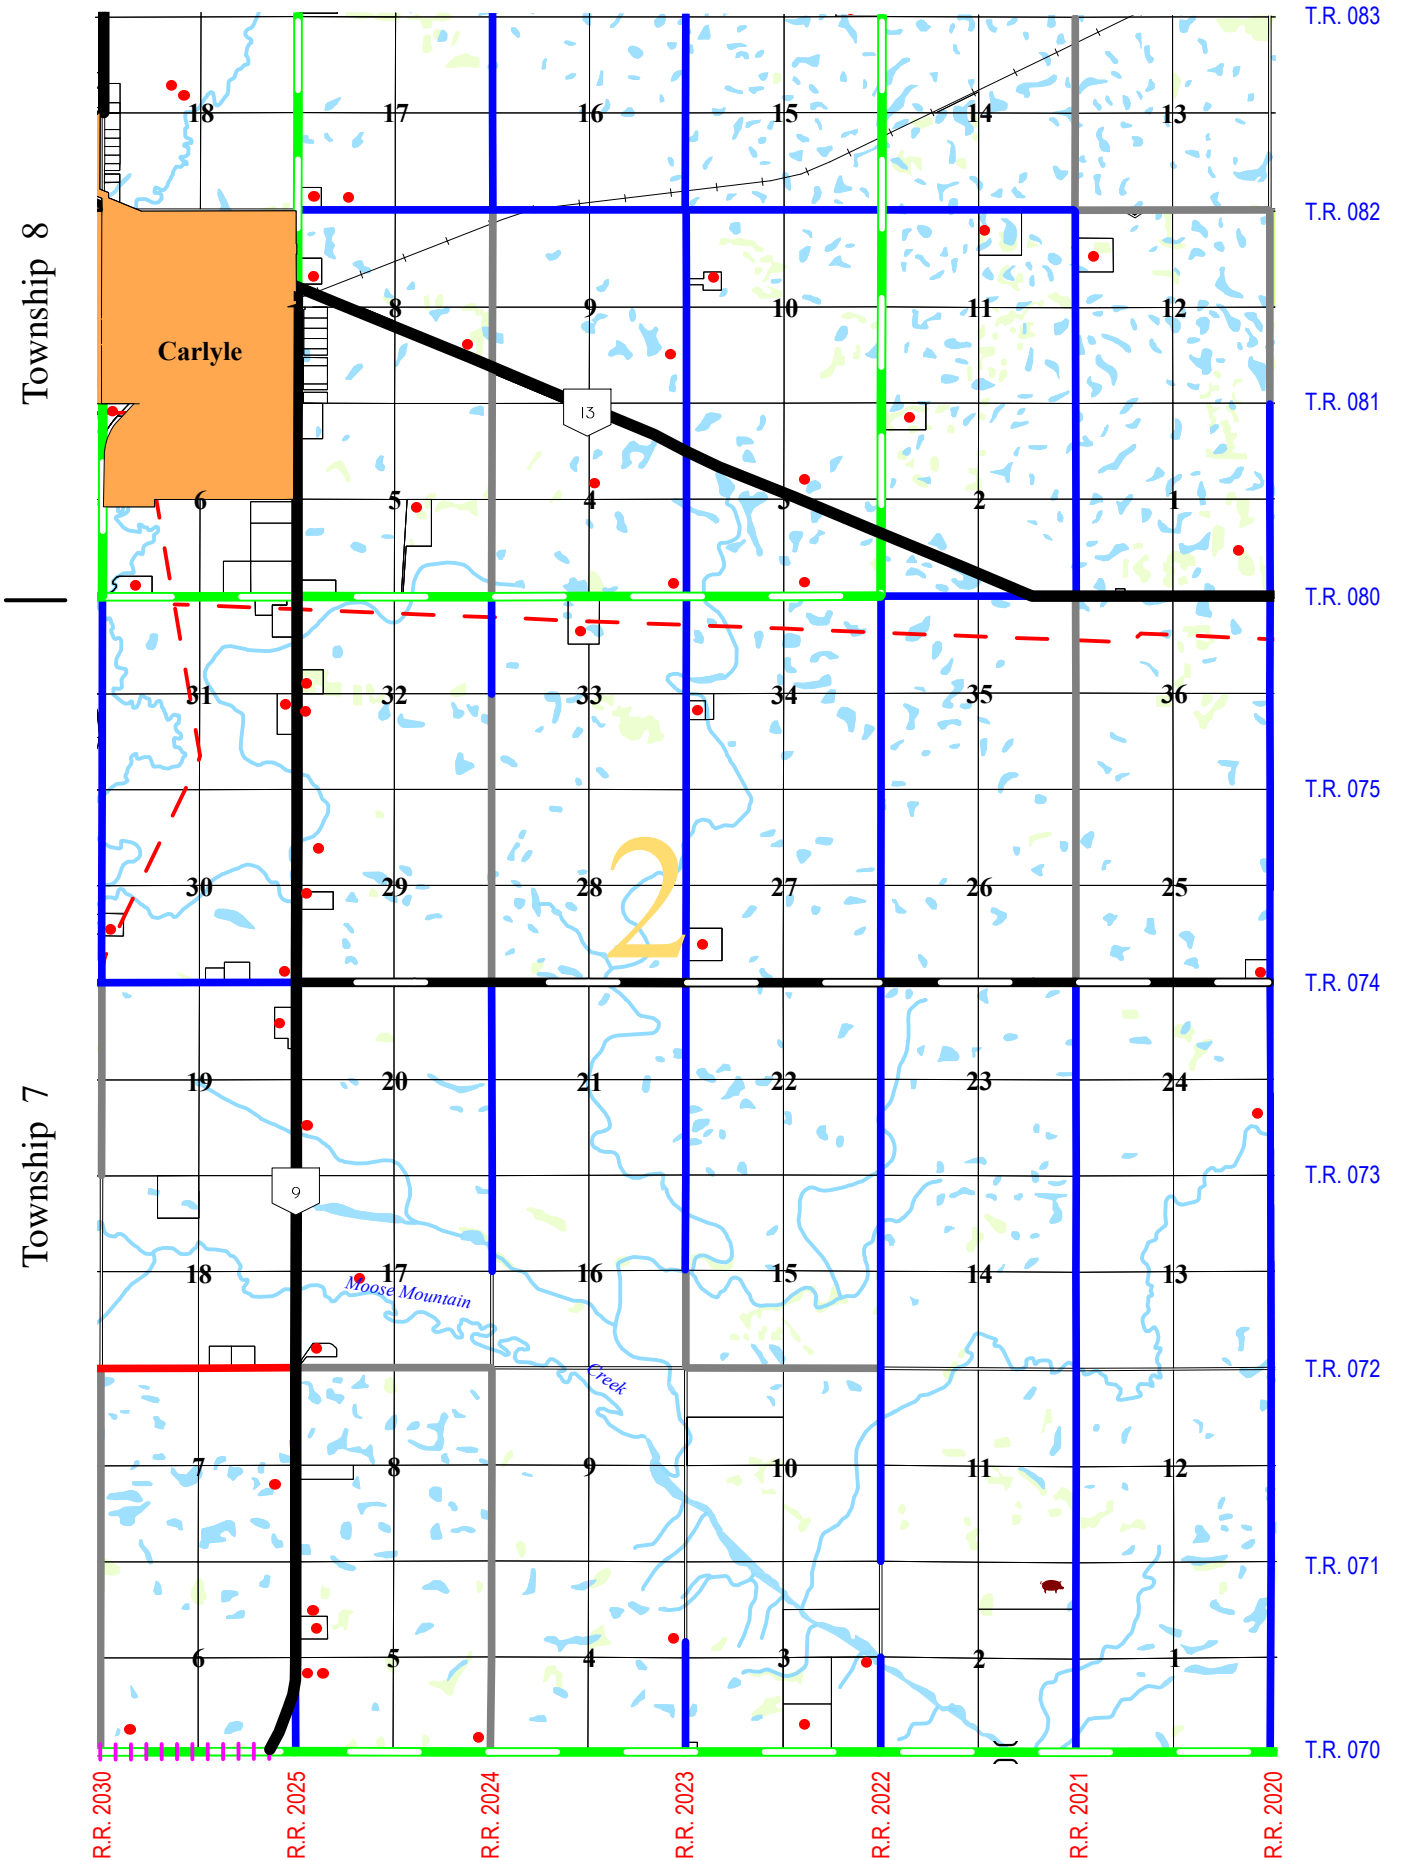 T.R. 083
18 17 16 15 14 13
T.R. 082
Township 8
8 9 10 11 12
Carlyle
13
T.R. 081
6 5 4 3 2 1
T.R. 080
31 32 33 34 35 36
T.R. 075
2
30 29 28 27 26 25
T.R. 074
Township 7
19 20 21 22 23 24
T.R. 073
9
18 17 16 15 14 13
Moose Mountain
Creek
T.R. 072
7 8 9 10 11 12
T.R. 071
6 5 4 3 2 1
T.R. 070
R.R. 2030
R.R. 2025
R.R. 2024
R.R. 2023
R.R. 2022
R.R. 2021
R.R. 2020